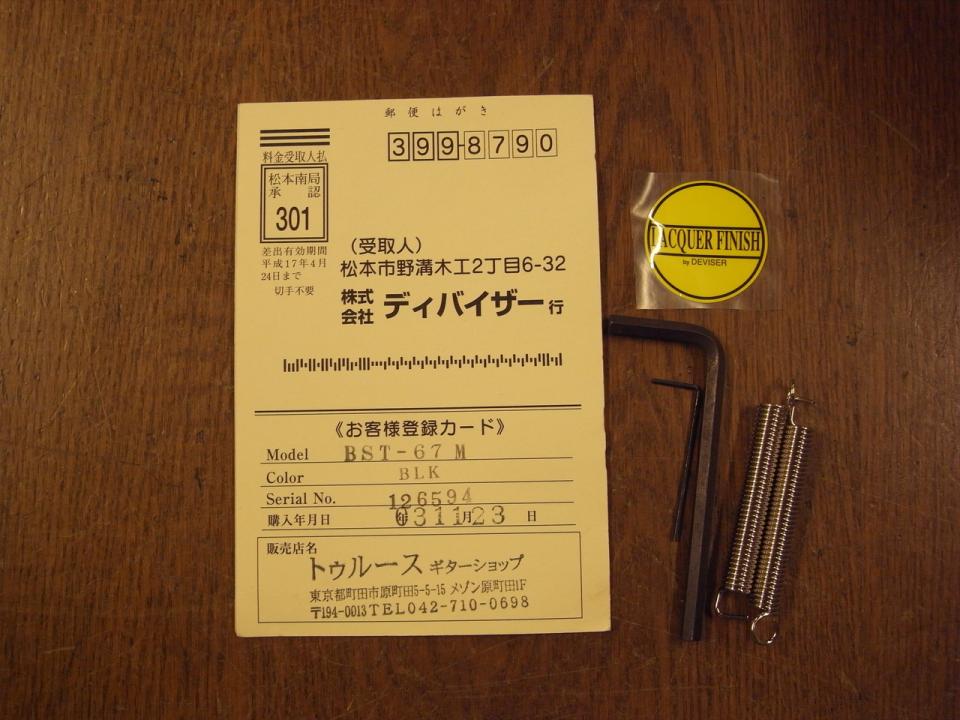 郵便はがき
399-8790
料金受取人払
松本南局
承認
301
差出有効期間
平成17年4月
24日まで
切手不要
（受取人）
松本市野溝木工2丁目6-32
株式会社 ディバイザー 行
《お客様登録カード》
Model BST-67 M
Color BLK
Serial No. 126594
購入年月日 031123 年 月 日
販売店名
トゥルース ギターショップ
東京都町田市原町田5-5-15 メゾン原町田1F
〒194-0013 TEL 042-710-0698
LACQUER FINISH
by DEVISER